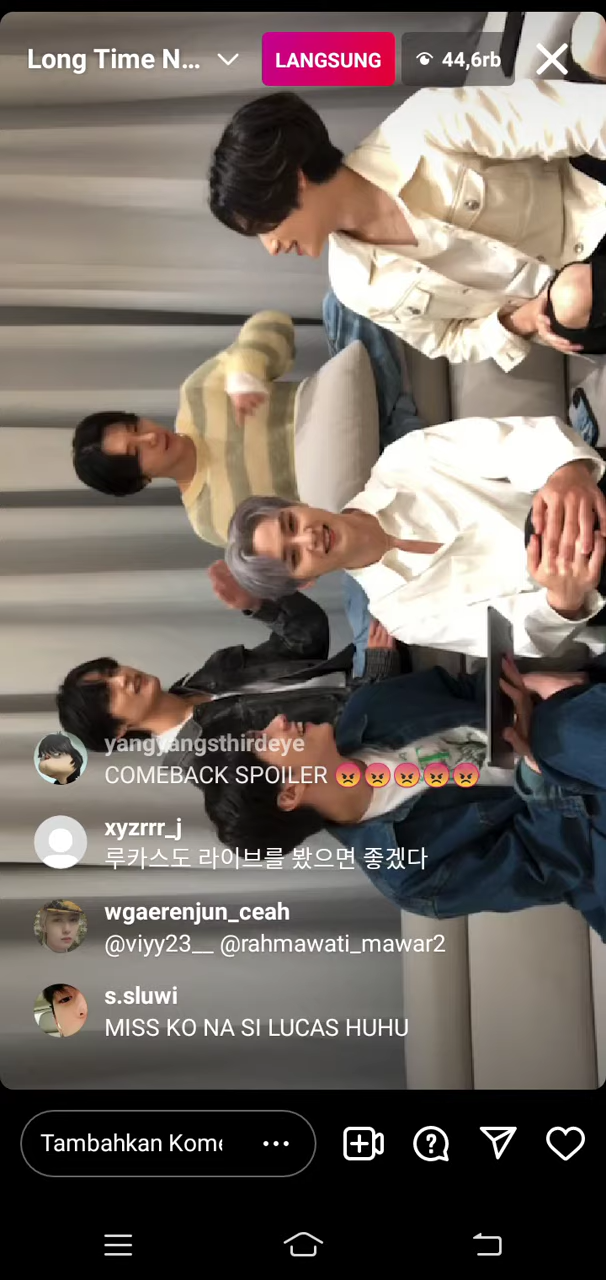 Long Time N...
LANGSUNG
44,6rb
yangyangsthirdeye
COMEBACK SPOILER 😡😡😡😡😡
xyzrrr_j
루카스도 라이브를 봤으면 좋겠다
wgaerenjun_ceah
@viyy23__ @rahmawati_mawar2
s.sluwi
MISS KO NA SI LUCAS HUHU
Tambahkan Kome